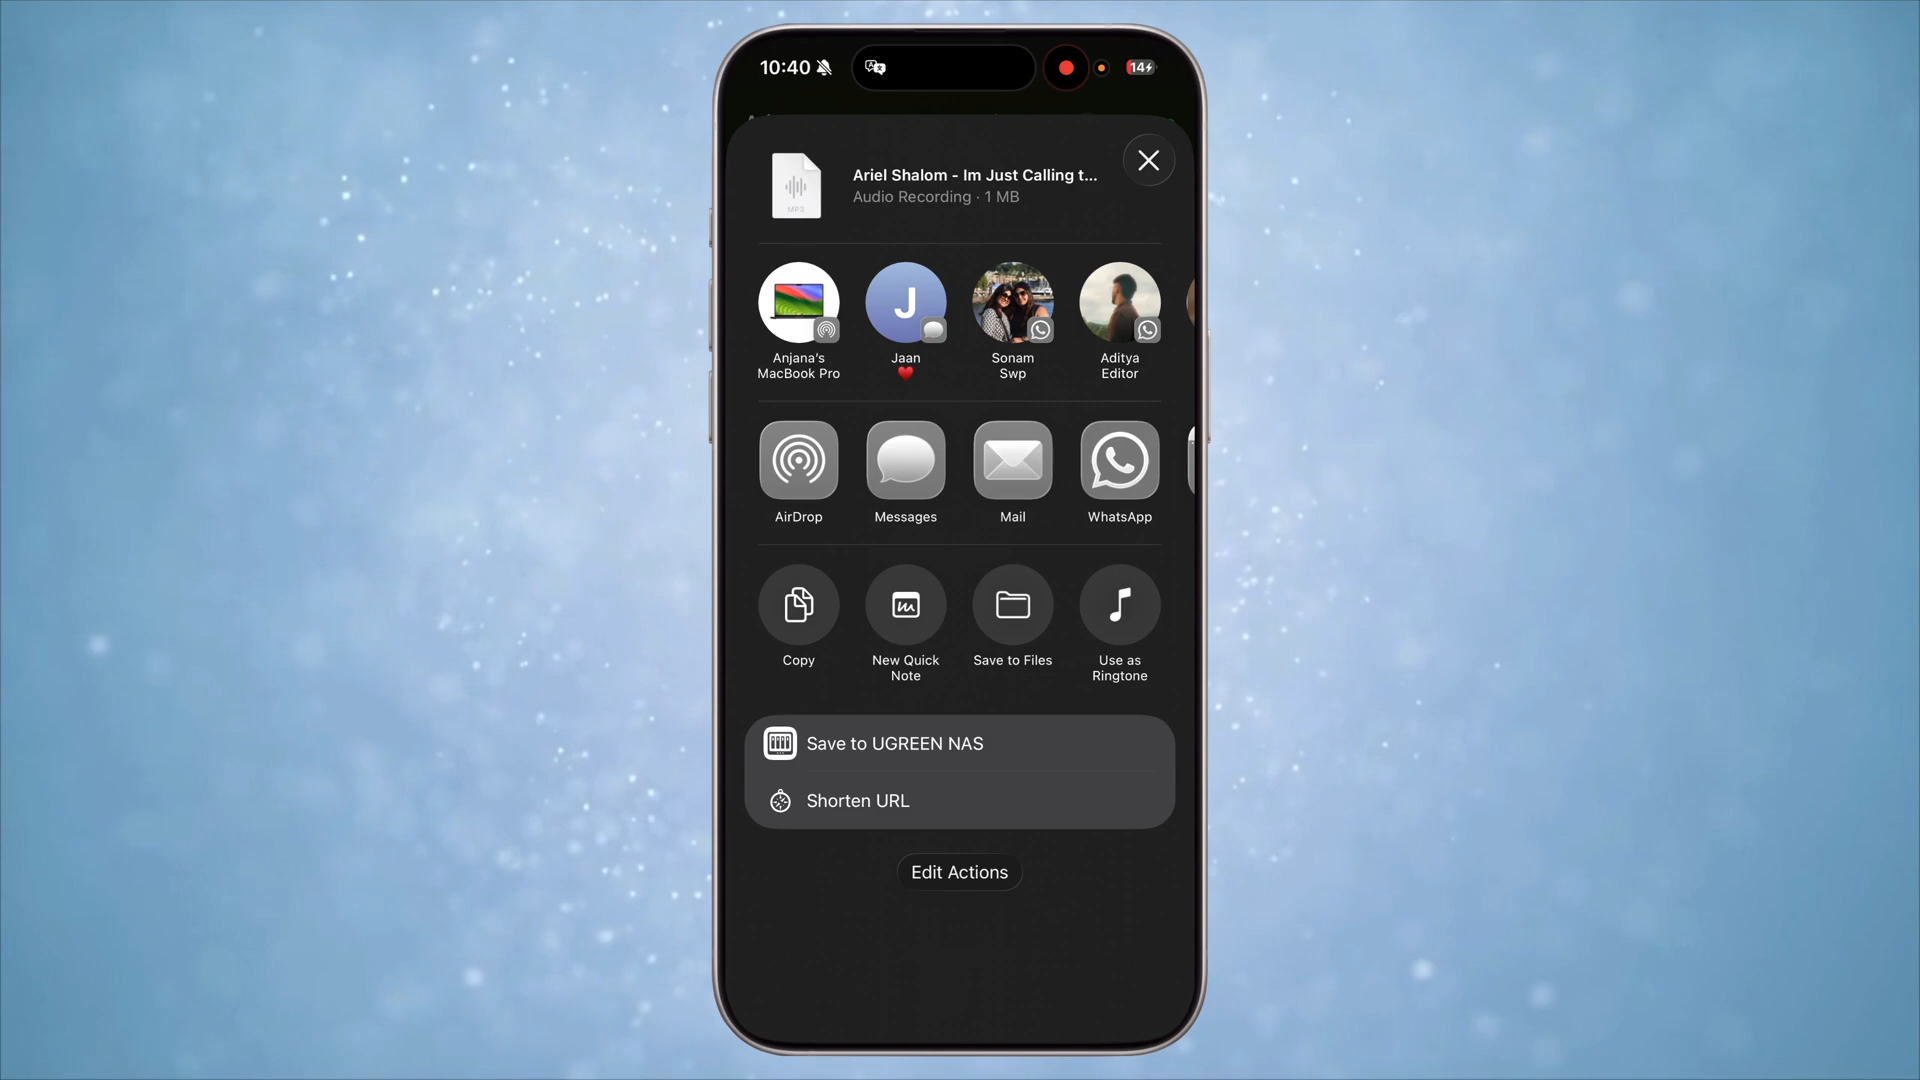 10:40
14
Ariel Shalom - Im Just Calling t...
Audio Recording · 1 MB
MP3
J
Anjana's
MacBook Pro
Jaan
❤️
Sonam
Swp
Aditya
Editor
AirDrop
Messages
Mail
WhatsApp
Copy
New Quick
Note
Save to Files
Use as
Ringtone
Save to UGREEN NAS
Shorten URL
Edit Actions